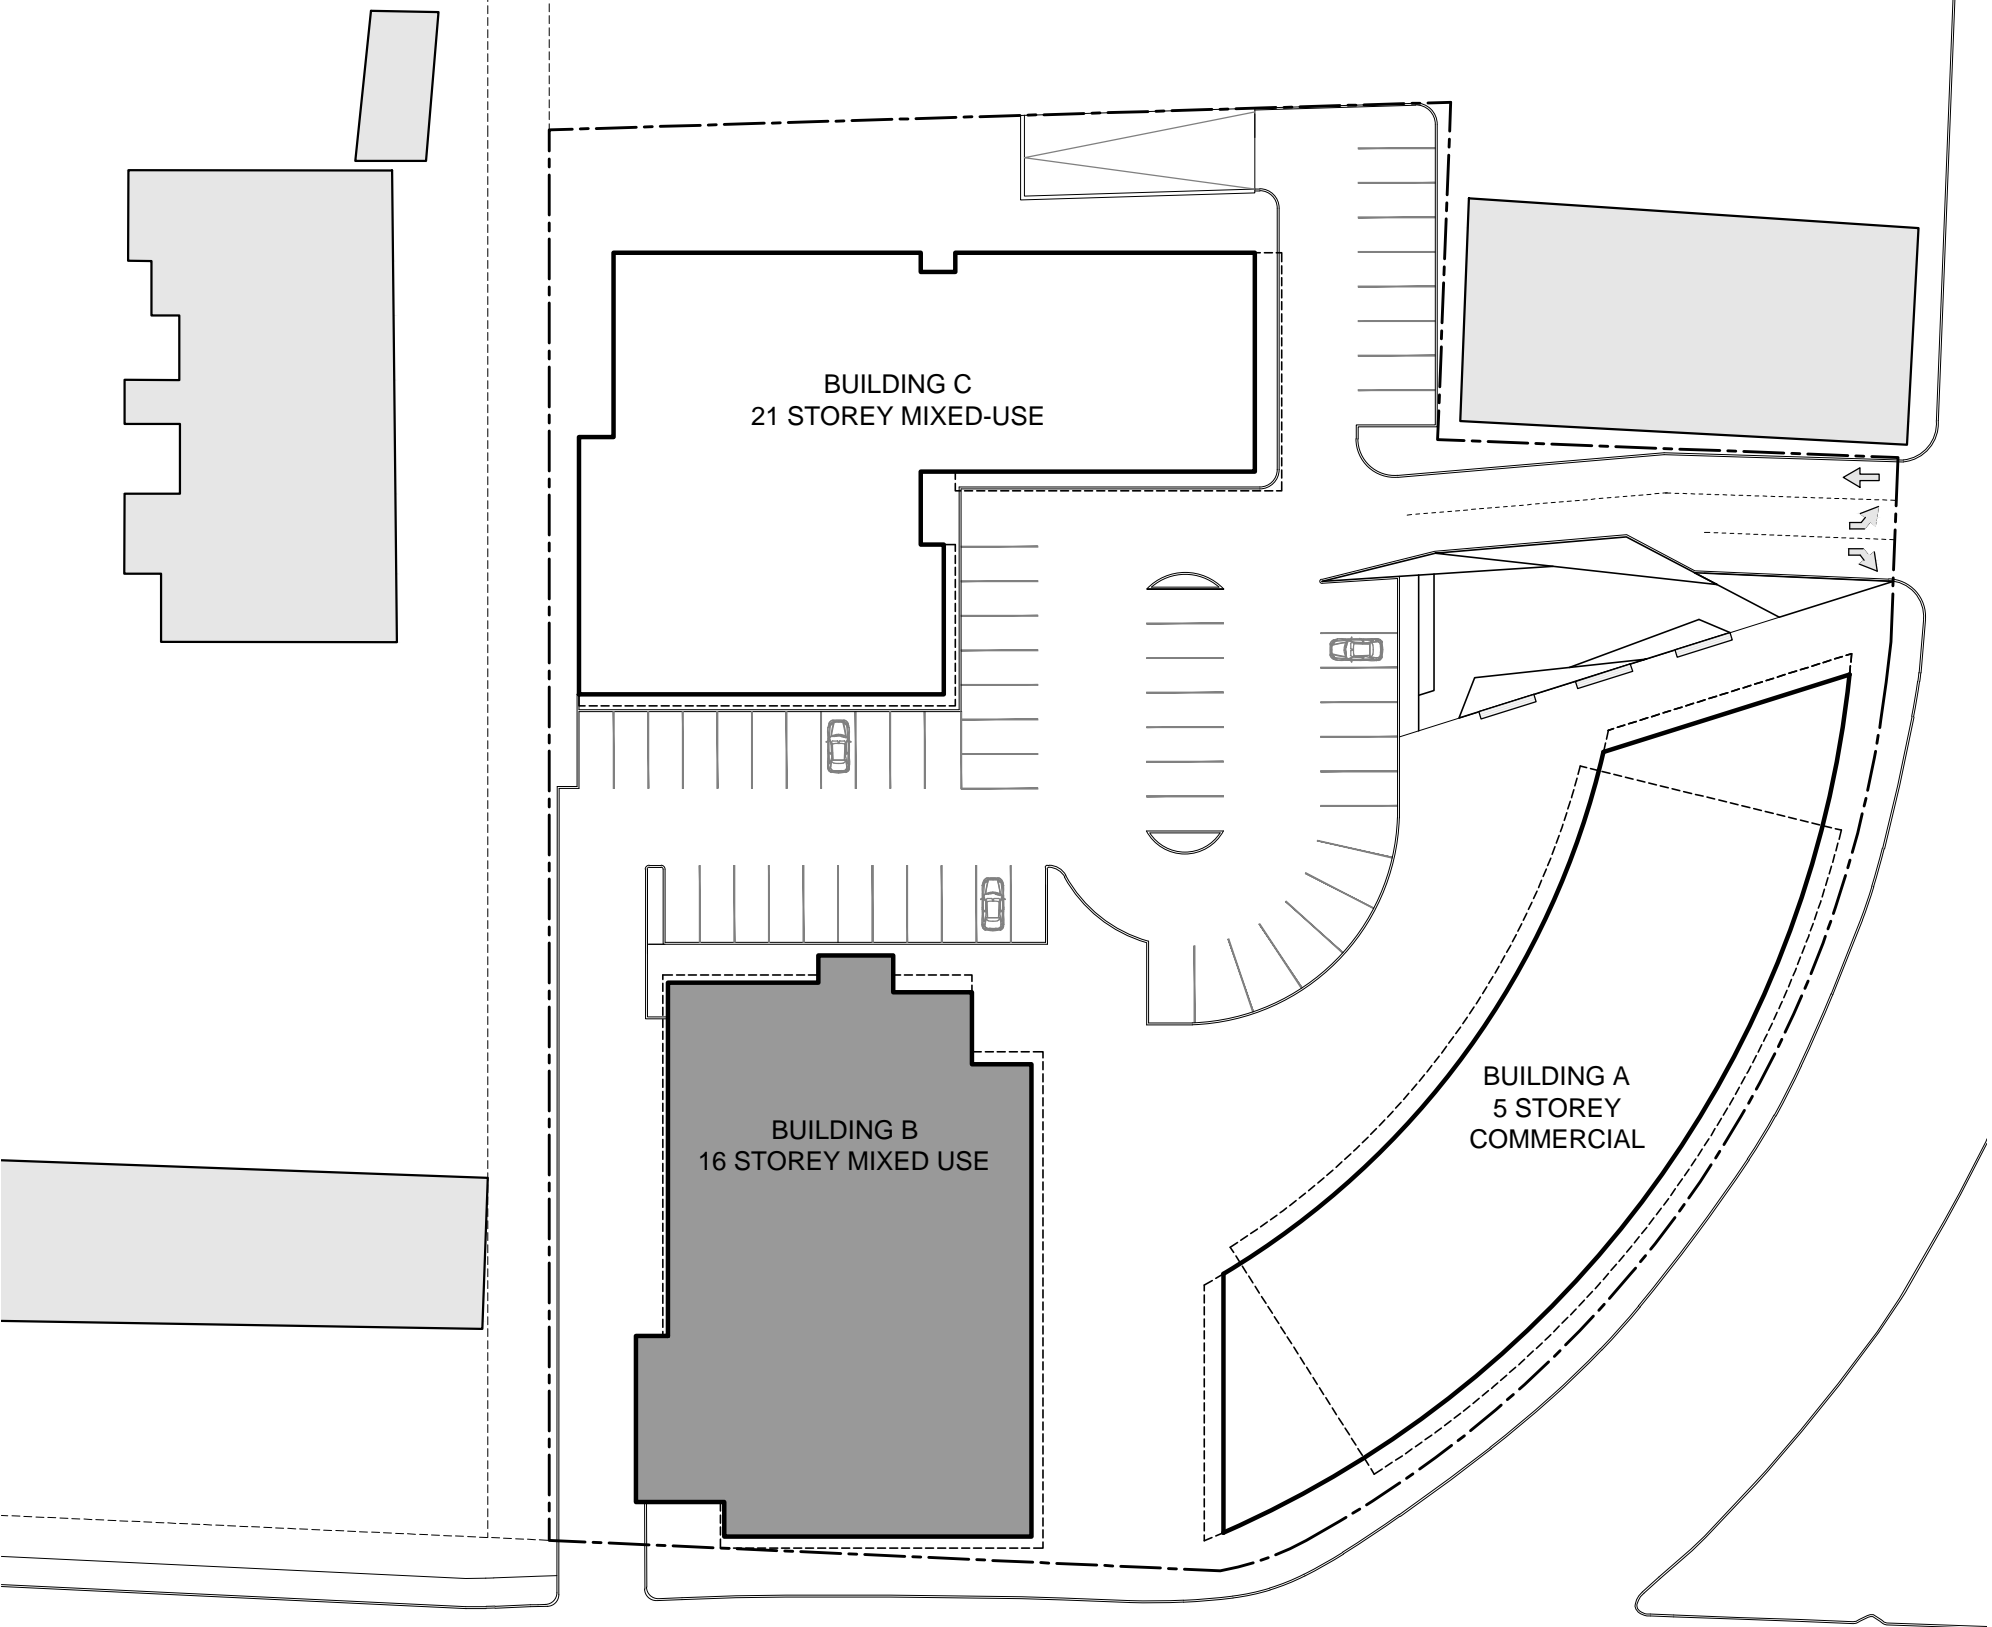 BUILDING C
21 STOREY MIXED-USE
BUILDING A
5 STOREY
COMMERCIAL
BUILDING B
16 STOREY MIXED USE